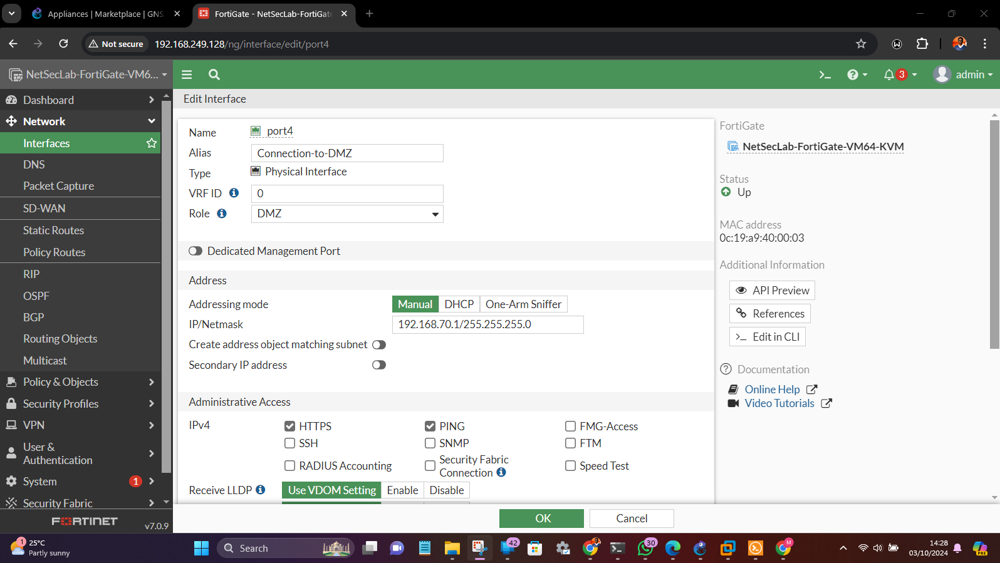 Appliances | Marketplace | GNS
FortiGate - NetSecLab-FortiGate
Not secure
192.168.249.128/ng/interface/edit/port4
NetSecLab-FortiGate-VM6...
3
admin
Dashboard
Network
Interfaces
DNS
Packet Capture
SD-WAN
Static Routes
Policy Routes
RIP
OSPF
BGP
Routing Objects
Multicast
Policy & Objects
Security Profiles
VPN
User &
Authentication
System
1
Security Fabric
FORTINET
v7.0.9
Edit Interface
Name
port4
Alias
Connection-to-DMZ
Type
Physical Interface
VRF ID
0
Role
DMZ
Dedicated Management Port
Address
Addressing mode
Manual
DHCP
One-Arm Sniffer
IP/Netmask
192.168.70.1/255.255.255.0
Create address object matching subnet
Secondary IP address
Administrative Access
IPv4
HTTPS
PING
FMG-Access
SSH
SNMP
FTM
RADIUS Accounting
Security Fabric
Connection
Speed Test
Receive LLDP
Use VDOM Setting
Enable
Disable
OK
Cancel
FortiGate
NetSecLab-FortiGate-VM64-KVM
Status
Up
MAC address
0c:19:a9:40:00:03
Additional Information
API Preview
References
>_ Edit in CLI
Documentation
Online Help
Video Tutorials
1
25°C
Partly sunny
Search
42
30
M
14:28
03/10/2024
PRE